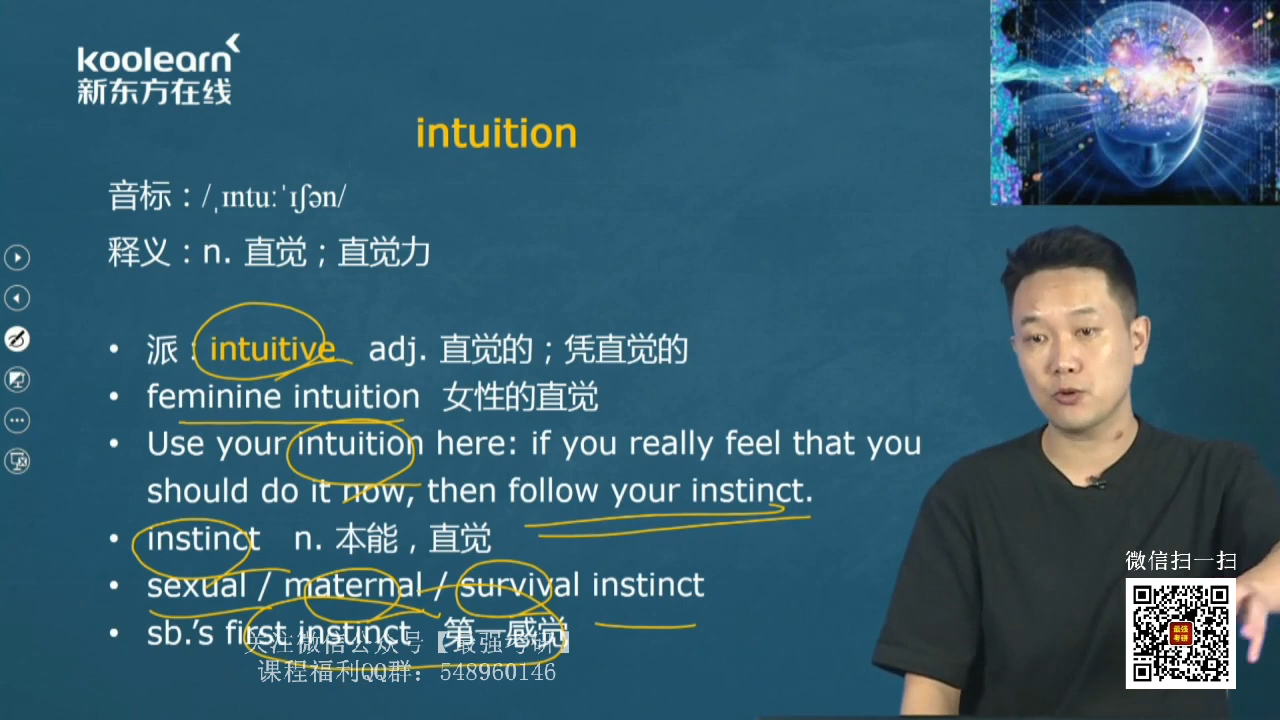 koolearn
新东方在线
intuition
音标：/ˌɪntuːˈɪʃən/
释义：n. 直觉；直觉力
• 派：intuitive adj. 直觉的；凭直觉的
• feminine intuition 女性的直觉
• Use your intuition here: if you really feel that you
should do it now, then follow your instinct.
• instinct n. 本能，直觉
• sexual / maternal / survival instinct
• sb.’s first instinct 第一感觉
关注微信公众号【最强考研】
课程福利QQ群：548960146
微信扫一扫
最强
考研